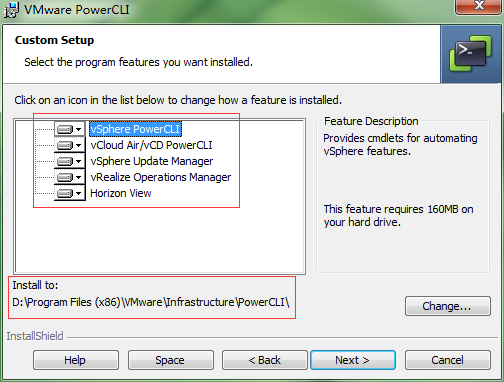 VMware PowerCLI
Custom Setup
Select the program features you want installed.
Click on an icon in the list below to change how a feature is installed.
vSphere PowerCLI
vCloud Air/vCD PowerCLI
vSphere Update Manager
vRealize Operations Manager
Horizon View
Feature Description
Provides cmdlets for automating
vSphere features.
This feature requires 160MB on
your hard drive.
Install to:
D:\Program Files (x86)\VMware\Infrastructure\PowerCLI\
Change...
InstallShield
Help
Space
< Back
Next >
Cancel